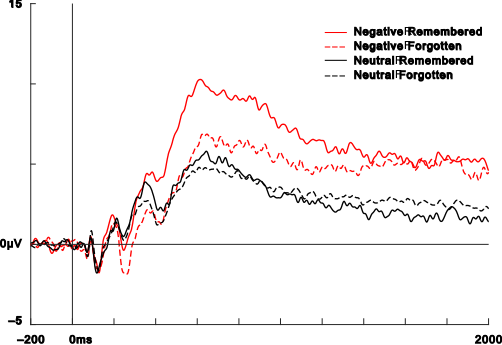 15
Negative-Remembered
Negative-Forgotten
Neutral-Remembered
Neutral-Forgotten
0µV
−5
−200
0ms
2000